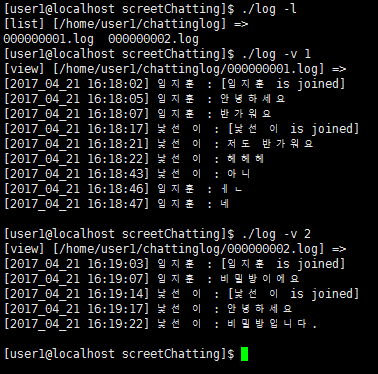 [user1@localhost screetChatting]$ ./log -l
[list] [/home/user1/chattinglog] =>
000000001.log  000000002.log
[user1@localhost screetChatting]$ ./log -v 1
[view] [/home/user1/chattinglog/000000001.log] =>
[2017_04_21 16:18:02] 임지훈 : [임지훈 is joined]
[2017_04_21 16:18:05] 임지훈 : 안녕하세요
[2017_04_21 16:18:07] 임지훈 : 반가워요
[2017_04_21 16:18:17] 낯선 이 : [낯선 이 is joined]
[2017_04_21 16:18:21] 낯선 이 : 저도 반가워요
[2017_04_21 16:18:22] 낯선 이 : 헤헤헤
[2017_04_21 16:18:43] 낯선 이 : 아니
[2017_04_21 16:18:46] 임지훈 : ㅔㄴ
[2017_04_21 16:18:47] 임지훈 : 네
[user1@localhost screetChatting]$ ./log -v 2
[view] [/home/user1/chattinglog/000000002.log] =>
[2017_04_21 16:19:03] 임지훈 : [임지훈 is joined]
[2017_04_21 16:19:07] 임지훈 : 비밀방이에요
[2017_04_21 16:19:14] 낯선 이 : [낯선 이 is joined]
[2017_04_21 16:19:17] 낯선 이 : 안녕하세요
[2017_04_21 16:19:22] 낯선 이 : 비밀방입니다.
[user1@localhost screetChatting]$